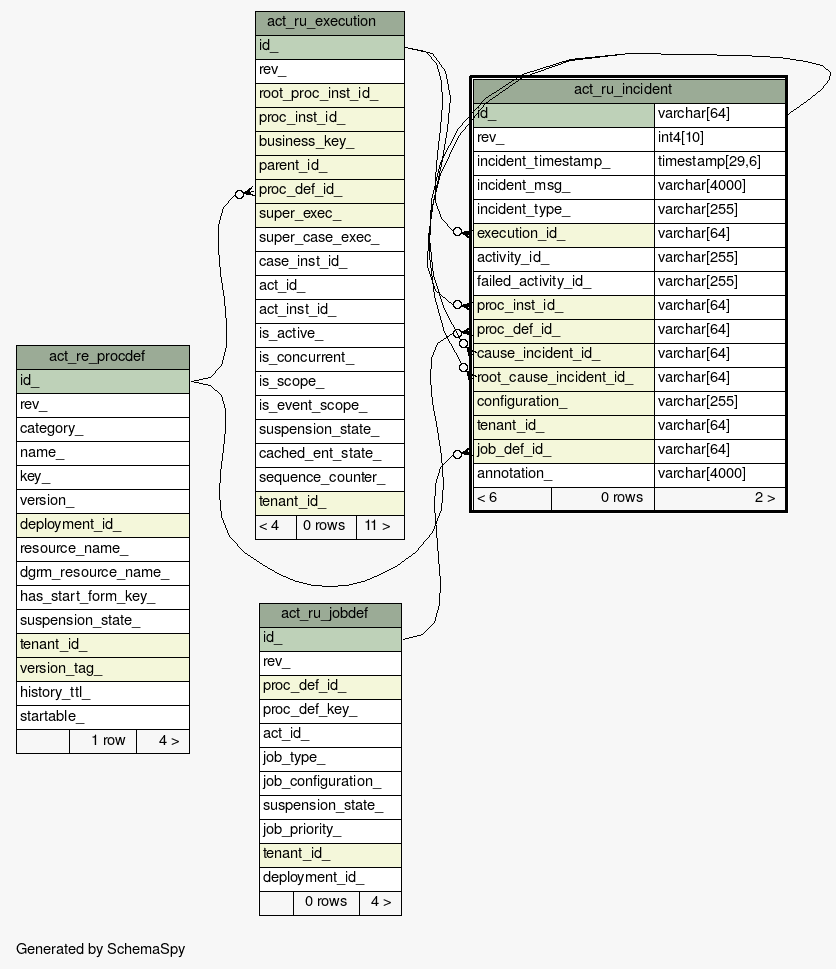 act_ru_execution
id_
rev_
root_proc_inst_id_
proc_inst_id_
business_key_
parent_id_
proc_def_id_
super_exec_
super_case_exec_
case_inst_id_
act_id_
act_inst_id_
is_active_
is_concurrent_
is_scope_
is_event_scope_
suspension_state_
cached_ent_state_
sequence_counter_
tenant_id_
< 4 0 rows 11 >
act_ru_incident
id_ varchar[64]
rev_ int4[10]
incident_timestamp_ timestamp[29,6]
incident_msg_ varchar[4000]
incident_type_ varchar[255]
execution_id_ varchar[64]
activity_id_ varchar[255]
failed_activity_id_ varchar[255]
proc_inst_id_ varchar[64]
proc_def_id_ varchar[64]
cause_incident_id_ varchar[64]
root_cause_incident_id_ varchar[64]
configuration_ varchar[255]
tenant_id_ varchar[64]
job_def_id_ varchar[64]
annotation_ varchar[4000]
< 6 0 rows 2 >
act_re_procdef
id_
rev_
category_
name_
key_
version_
deployment_id_
resource_name_
dgrm_resource_name_
has_start_form_key_
suspension_state_
tenant_id_
version_tag_
history_ttl_
startable_
1 row 4 >
act_ru_jobdef
id_
rev_
proc_def_id_
proc_def_key_
act_id_
job_type_
job_configuration_
suspension_state_
job_priority_
tenant_id_
deployment_id_
0 rows 4 >
Generated by SchemaSpy